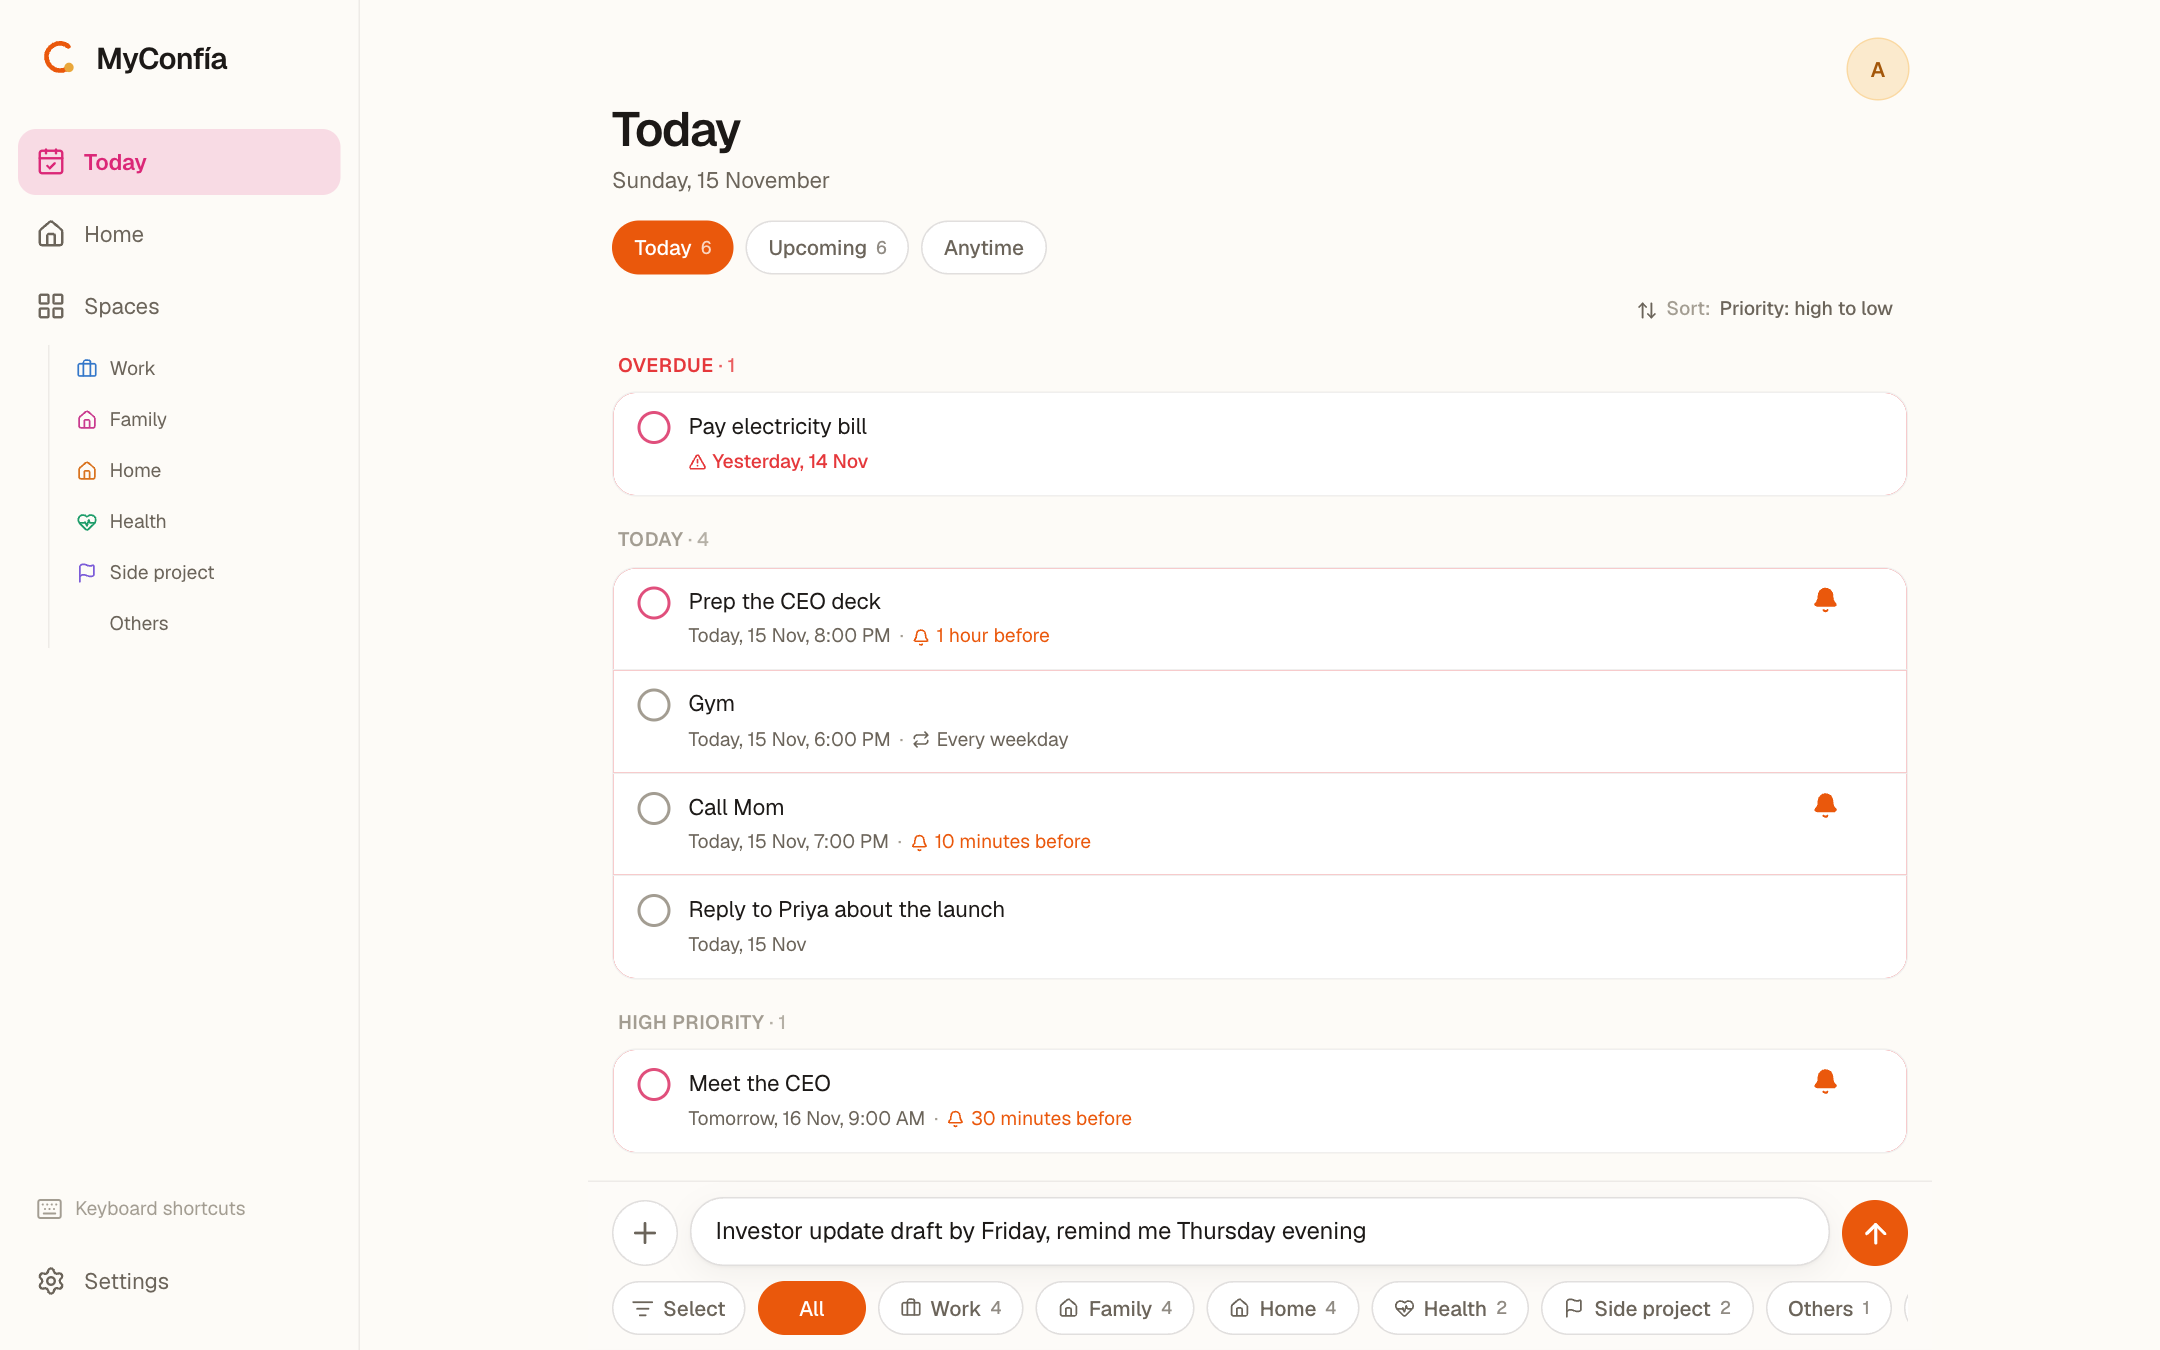 MyConfía
A
Today
Home
Spaces
Work
Family
Home
Health
Side project
Others
Keyboard shortcuts
Settings
Today
Sunday, 15 November
Today 6
Upcoming 6
Anytime
Sort: Priority: high to low
OVERDUE · 1
Pay electricity bill
Yesterday, 14 Nov
TODAY · 4
Prep the CEO deck
Today, 15 Nov, 8:00 PM · 1 hour before
Gym
Today, 15 Nov, 6:00 PM · Every weekday
Call Mom
Today, 15 Nov, 7:00 PM · 10 minutes before
Reply to Priya about the launch
Today, 15 Nov
HIGH PRIORITY · 1
Meet the CEO
Tomorrow, 16 Nov, 9:00 AM · 30 minutes before
Investor update draft by Friday, remind me Thursday evening
Select
All
Work 4
Family 4
Home 4
Health 2
Side project 2
Others 1